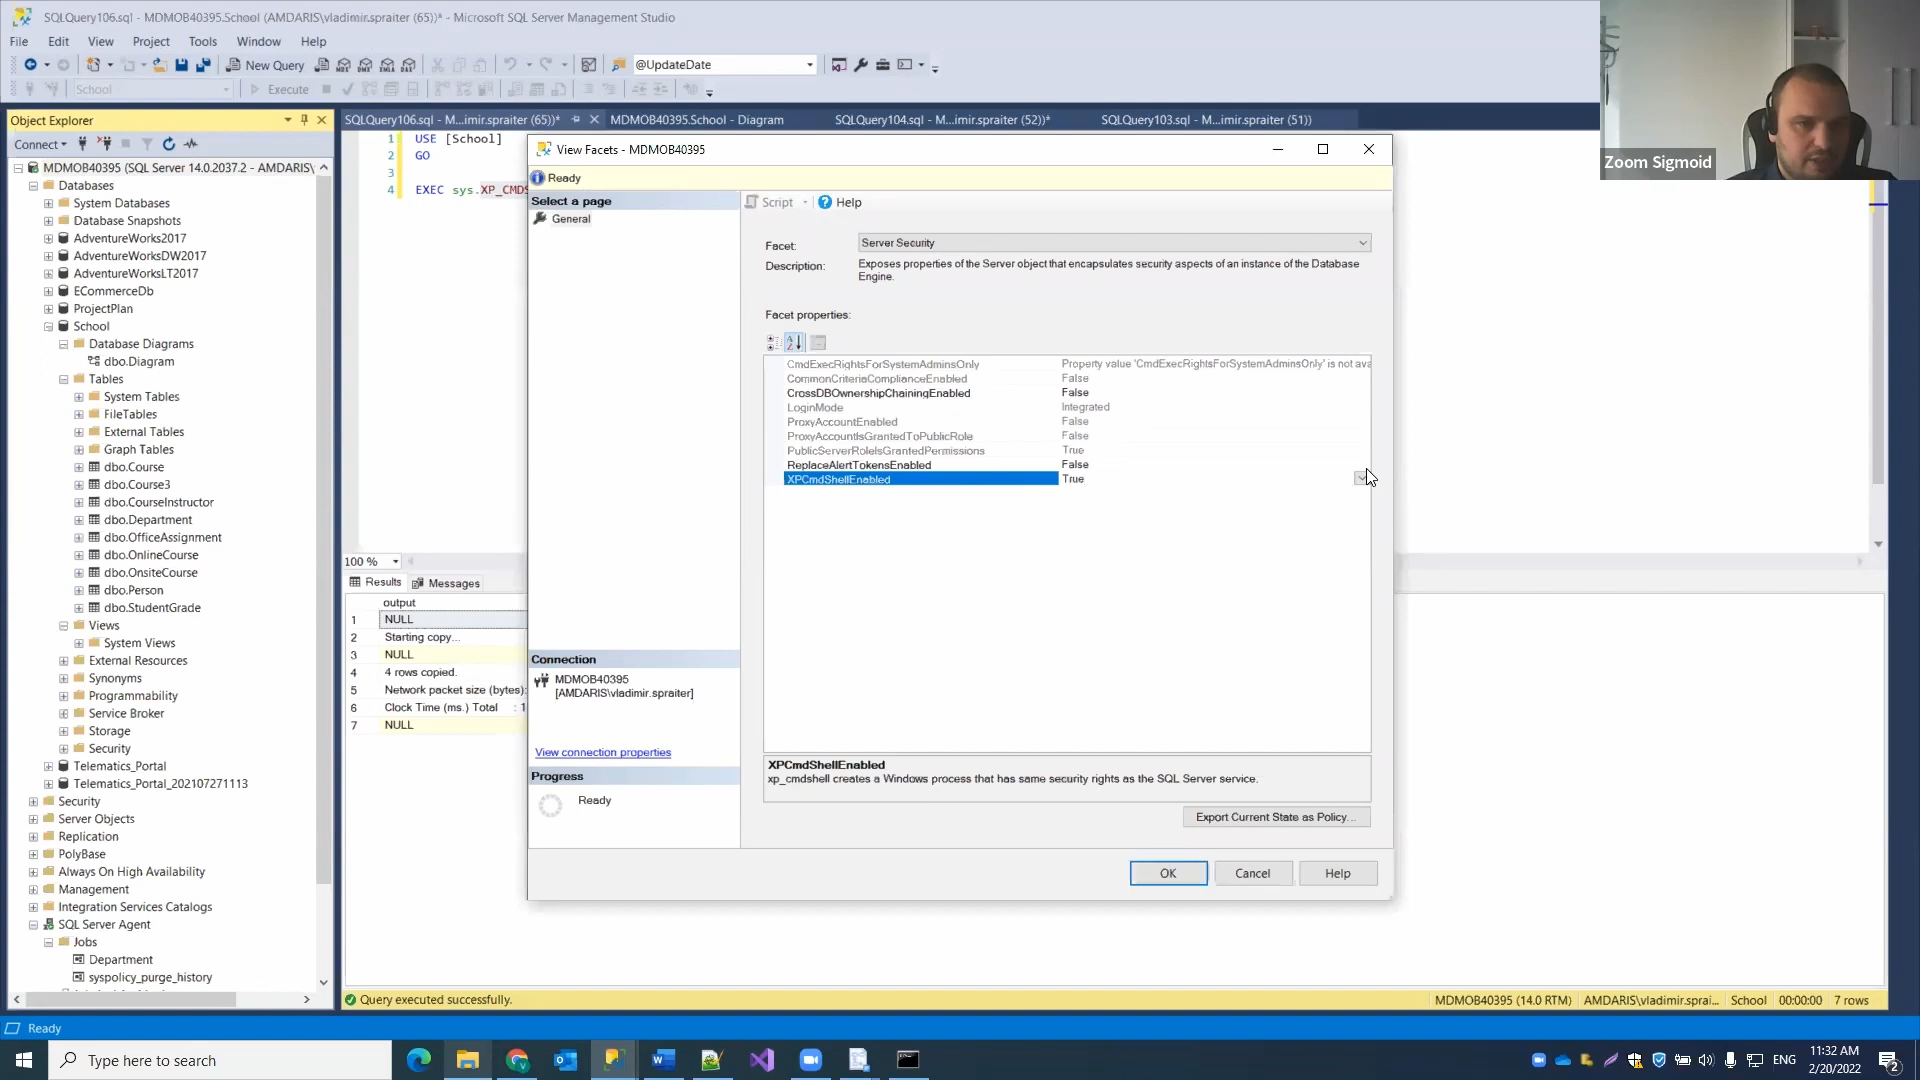 SQLQuery106.sql - MDMOB40395.School (AMDARIS\vladimir.spraiter (65))* - Microsoft SQL Server Management Studio
File Edit View Project Tools Window Help
New Query @UpdateDate
School Execute
Object Explorer
Connect
MDMOB40395 (SQL Server 14.0.2037.2 - AMDARIS\
Databases
System Databases
Database Snapshots
AdventureWorks2017
AdventureWorksDW2017
AdventureWorksLT2017
ECommerceDb
ProjectPlan
School
Database Diagrams
dbo.Diagram
Tables
System Tables
FileTables
External Tables
Graph Tables
dbo.Course
dbo.Course3
dbo.CourseInstructor
dbo.Department
dbo.OfficeAssignment
dbo.OnlineCourse
dbo.OnsiteCourse
dbo.Person
dbo.StudentGrade
Views
System Views
External Resources
Synonyms
Programmability
Service Broker
Storage
Security
Telematics_Portal
Telematics_Portal_202107271113
Security
Server Objects
Replication
PolyBase
Always On High Availability
Management
Integration Services Catalogs
SQL Server Agent
Jobs
Department
syspolicy_purge_history
SQLQuery106.sql - M...imir.spraiter (65))* MDMOB40395.School - Diagram SQLQuery104.sql - M...imir.spraiter (52))* SQLQuery103.sql - M...imir.spraiter (51))
1 USE [School]
2 GO
3
4 EXEC sys.XP_CMDS
100 %
Results Messages
output
1 NULL
2 Starting copy...
3 NULL
4 4 rows copied.
5 Network packet size (bytes):
6 Clock Time (ms.) Total : 1
7 NULL
View Facets - MDMOB40395
Ready
Select a page
General
Script Help
Facet: Server Security
Description: Exposes properties of the Server object that encapsulates security aspects of an instance of the Database
Engine.
Facet properties:
CmdExecRightsForSystemAdminsOnly Property value 'CmdExecRightsForSystemAdminsOnly' is not ava
CommonCriteriaComplianceEnabled False
CrossDBOwnershipChainingEnabled False
LoginMode Integrated
ProxyAccountEnabled False
ProxyAccountIsGrantedToPublicRole False
PublicServerRoleIsGrantedPermissions True
ReplaceAlertTokensEnabled False
XPCmdShellEnabled True
Connection
MDMOB40395
[AMDARIS\vladimir.spraiter]
View connection properties
Progress
Ready
XPCmdShellEnabled
xp_cmdshell creates a Windows process that has same security rights as the SQL Server service.
Export Current State as Policy...
OK Cancel Help
Zoom Sigmoid
Query executed successfully. MDMOB40395 (14.0 RTM) AMDARIS\vladimir.sprai... School 00:00:00 7 rows
Ready
Type here to search
ENG
11:32 AM
2/20/2022
2